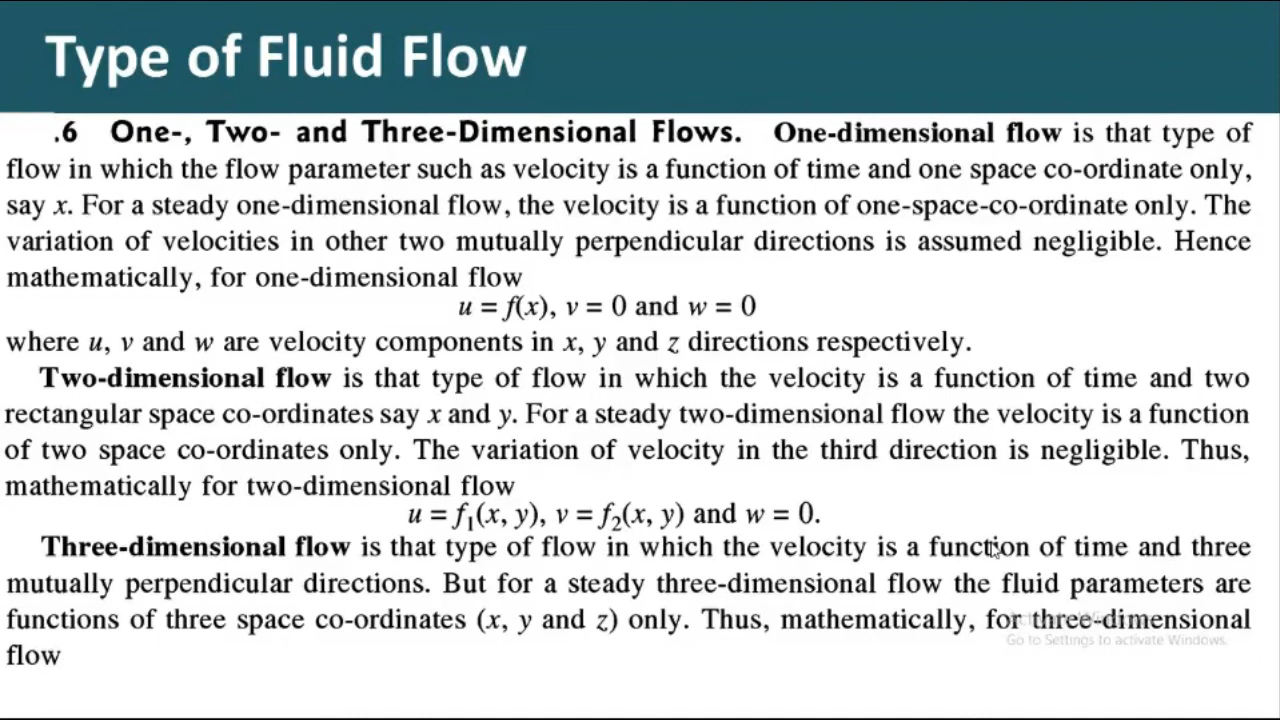 Type of Fluid Flow
.6 One-, Two- and Three-Dimensional Flows. One-dimensional flow is that type of
flow in which the flow parameter such as velocity is a function of time and one space co-ordinate only,
say x. For a steady one-dimensional flow, the velocity is a function of one-space-co-ordinate only. The
variation of velocities in other two mutually perpendicular directions is assumed negligible. Hence
mathematically, for one-dimensional flow
u = f(x), v = 0 and w = 0
where u, v and w are velocity components in x, y and z directions respectively.
Two-dimensional flow is that type of flow in which the velocity is a function of time and two
rectangular space co-ordinates say x and y. For a steady two-dimensional flow the velocity is a function
of two space co-ordinates only. The variation of velocity in the third direction is negligible. Thus,
mathematically for two-dimensional flow
u = f₁(x, y), v = f₂(x, y) and w = 0.
Three-dimensional flow is that type of flow in which the velocity is a function of time and three
mutually perpendicular directions. But for a steady three-dimensional flow the fluid parameters are
functions of three space co-ordinates (x, y and z) only. Thus, mathematically, for three-dimensional
Activate Windows
Go to Settings to activate Windows.
flow